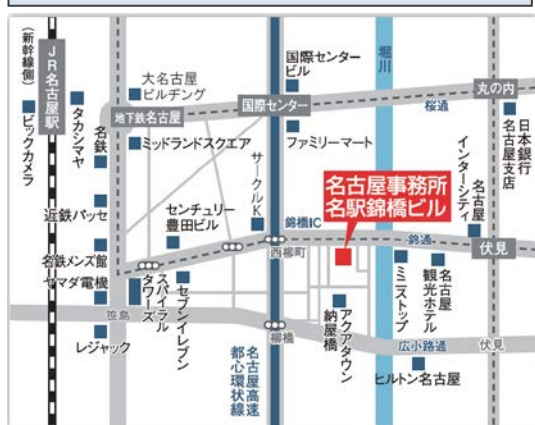 (新幹線側)
ビックカメラ
JR名古屋駅
タカシマヤ
名鉄
近鉄パッセ
名鉄メンズ館
ヤマダ電機
レジャック
大名古屋
ビルヂング
地下鉄名古屋
ミッドランドスクエア
センチュリー
豊田ビル
スパイラル
タワーズ
セブンイレブン
笹島
サークルK
国際センター
ビル
国際センター
ファミリーマート
錦橋IC
西柳町
柳橋
名古屋高速
都心環状線
堀川
桜通
丸の内
日本銀行
名古屋支店
名古屋
インターシティ
名古屋事務所
名駅錦橋ビル
錦通
伏見
ミニストップ
名古屋
観光ホテル
アクアタウン
納屋橋
広小路通
伏見
ヒルトン名古屋